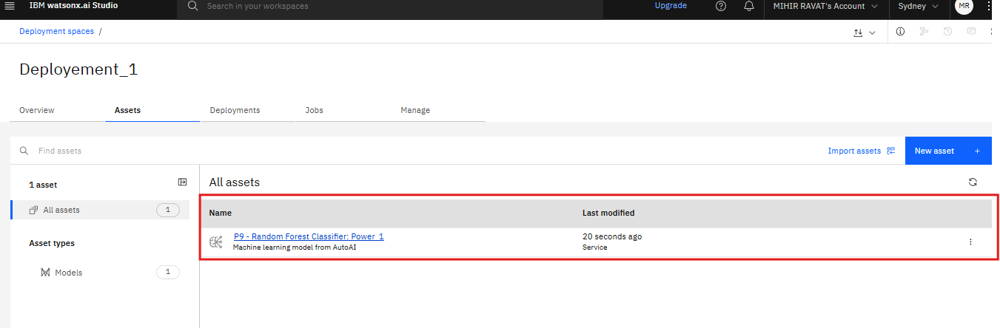 IBM watsonx.ai Studio
Search in your workspaces
Upgrade
MIHIR RAVAT's Account
Sydney
MR
Deployment spaces /
Deployement_1
Overview
Assets
Deployments
Jobs
Manage
Find assets
Import assets
New asset +
1 asset
All assets
All assets 1
Name
Last modified
P9 - Random Forest Classifier: Power_1
20 seconds ago
Machine learning model from AutoAI
Service
Asset types
Models 1